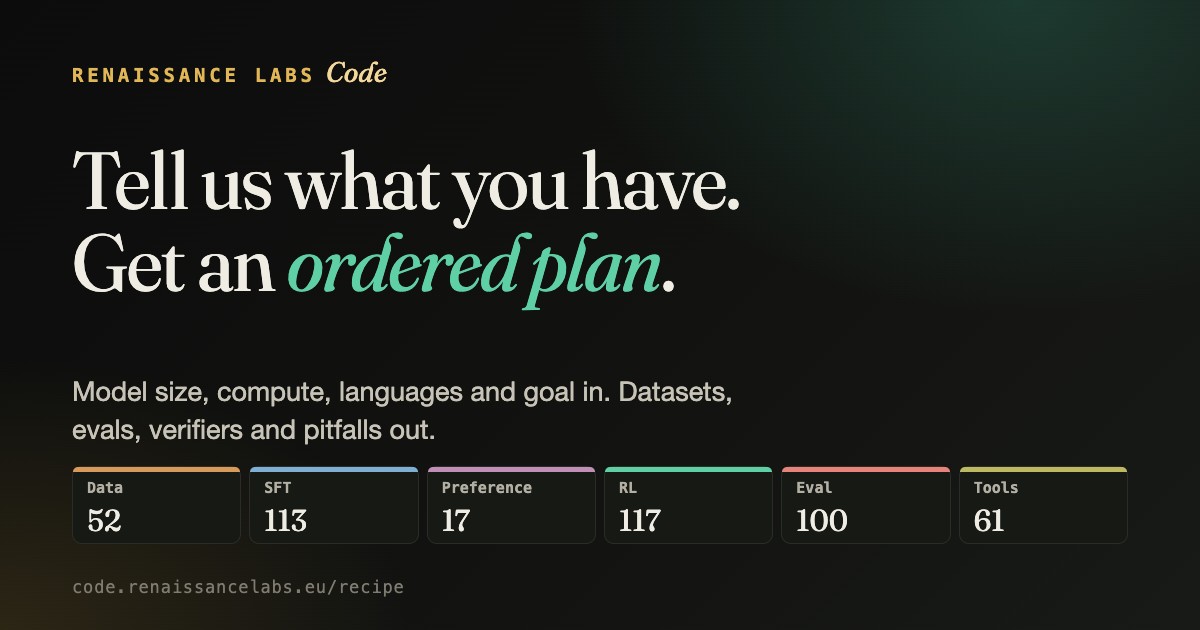 RENAISSANCE LABS Code
Tell us what you have.
Get an ordered plan.
Model size, compute, languages and goal in. Datasets,
evals, verifiers and pitfalls out.
Data
52
SFT
113
Preference
17
RL
117
Eval
100
Tools
61
code.renaissancelabs.eu/recipe